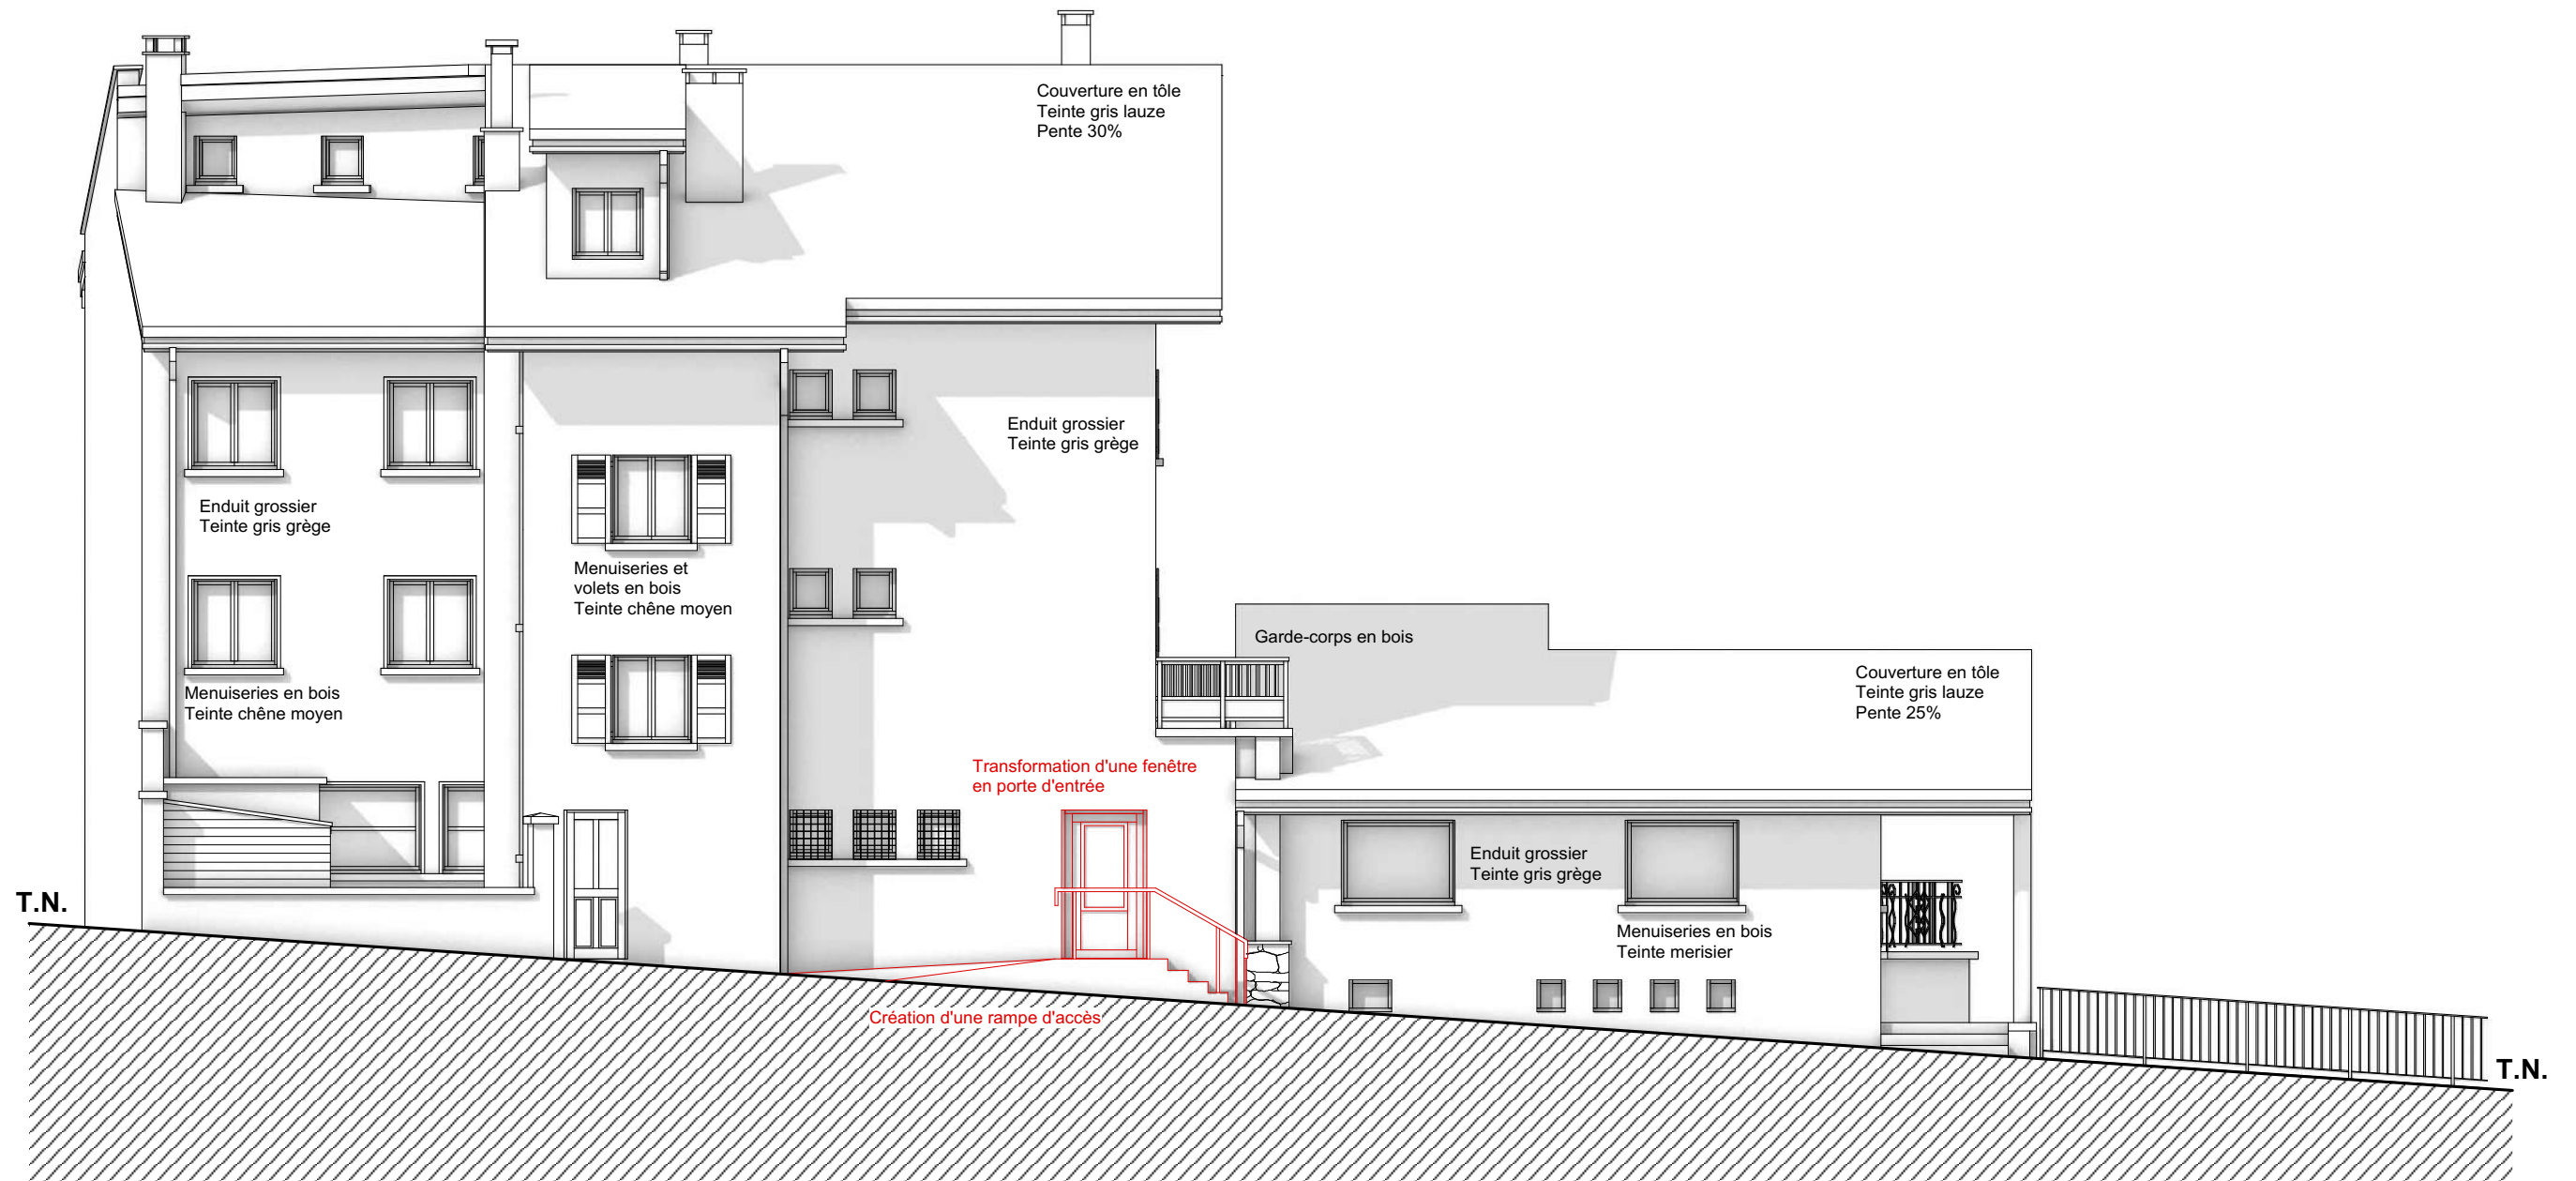 Couverture en tôle
Teinte gris lauze
Pente 30%
Enduit grossier
Teinte gris grège
Enduit grossier
Teinte gris grège
Menuiseries et
volets en bois
Teinte chêne moyen
Garde-corps en bois
Menuiseries en bois
Teinte chêne moyen
Couverture en tôle
Teinte gris lauze
Pente 25%
Transformation d'une fenêtre
en porte d'entrée
Enduit grossier
Teinte gris grège
T.N.
Menuiseries en bois
Teinte merisier
Création d'une rampe d'accès
T.N.